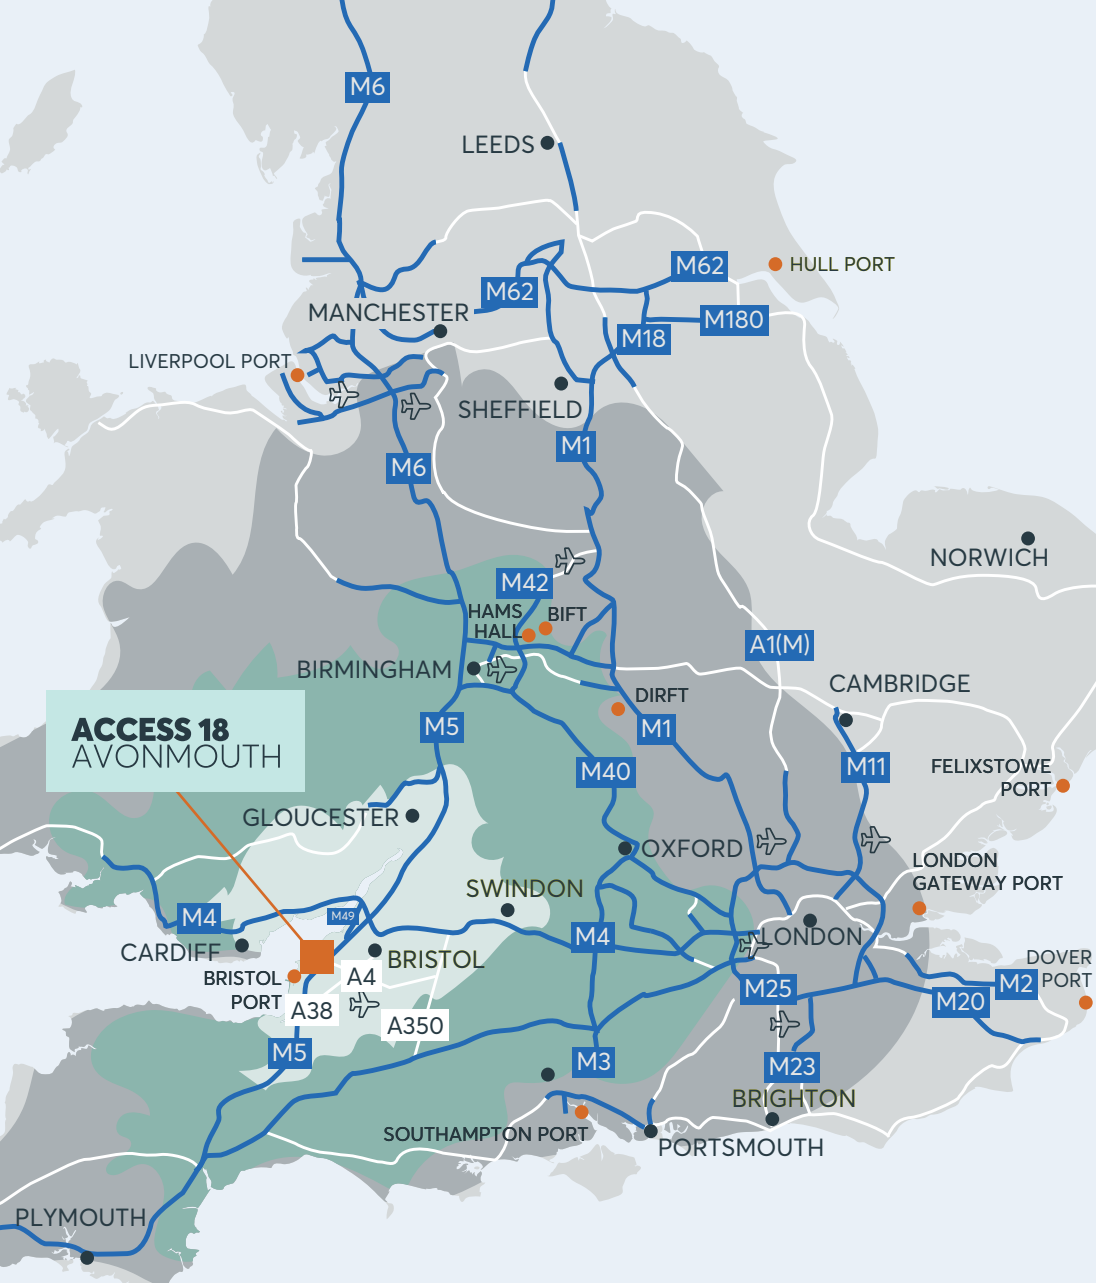 M6
LEEDS
M62
HULL PORT
M62
MANCHESTER
M180
M18
LIVERPOOL PORT
SHEFFIELD
M1
M6
NORWICH
M42
HAMS
HALL
BIFT
A1(M)
BIRMINGHAM
CAMBRIDGE
DIRFT
ACCESS 18
AVONMOUTH
M5
M1
M40
M11
FELIXSTOWE
PORT
GLOUCESTER
OXFORD
LONDON
GATEWAY PORT
SWINDON
M4
M49
M4
LONDON
CARDIFF
BRISTOL
DOVER
PORT
BRISTOL
PORT
A4
M25
M2
M20
A38
A350
M5
M3
M23
BRIGHTON
SOUTHAMPTON PORT
PORTSMOUTH
PLYMOUTH